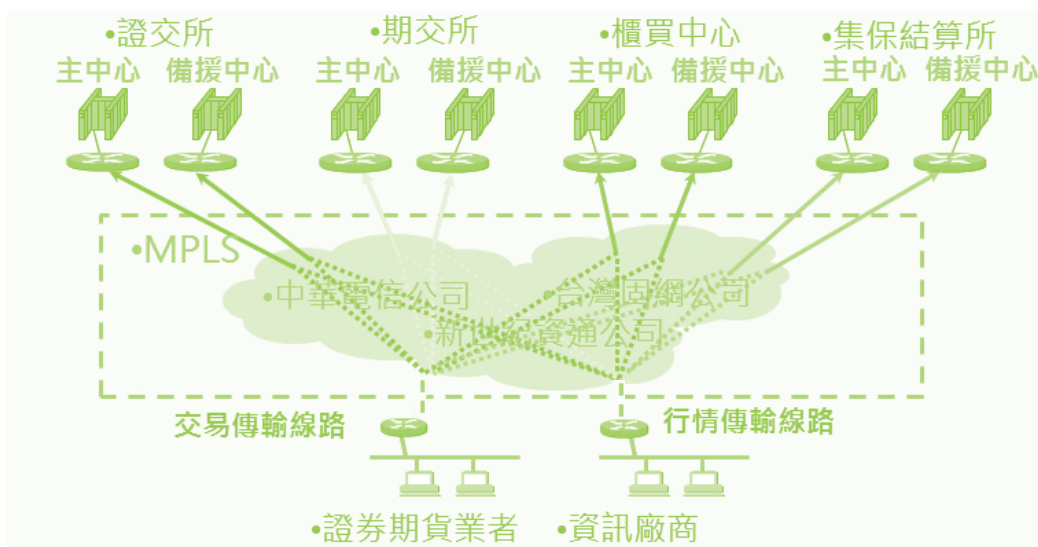 •證交所
•期交所
•櫃買中心
•集保結算所
主中心 備援中心
主中心 備援中心
主中心 備援中心
主中心 備援中心
•MPLS
•中華電信公司
•台灣固網公司
•新世紀資通公司
交易傳輸線路
行情傳輸線路
•證券期貨業者
•資訊廠商